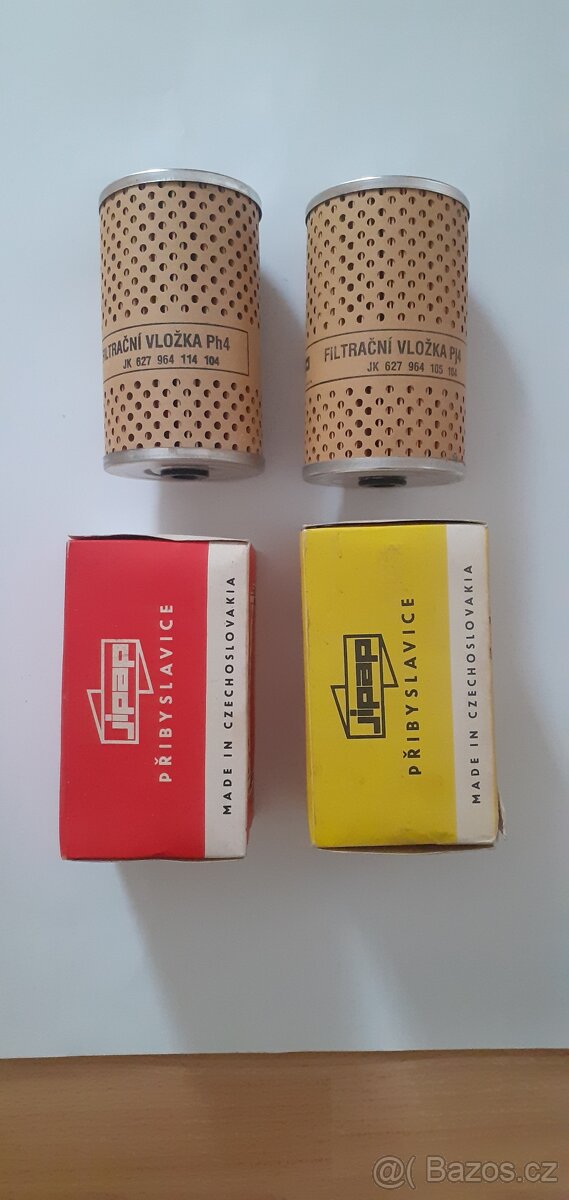 FILTRAČNÍ VLOŽKA Ph4
JK 627 964 114 104
FILTRAČNÍ VLOŽKA Pj4
JK 627 964 105 104
jipap
PŘIBYSLAVICE
MADE IN CZECHOSLOVAKIA
jipap
PŘIBYSLAVICE
MADE IN CZECHOSLOVAKIA
@ Bazos.cz